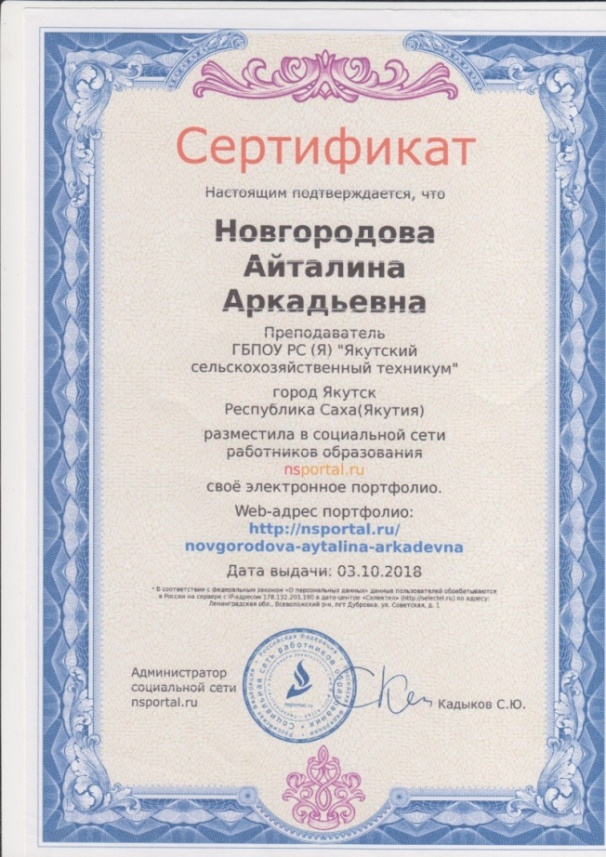 Сертификат
Настоящим подтверждается, что
Новгородова
Айталина
Аркадьевна
Преподаватель
ГБПОУ РС (Я) "Якутский
сельскохозяйственный техникум"
город Якутск
Республика Саха(Якутия)
разместила в социальной сети
работников образования
nsportal.ru
своё электронное портфолио.
Web-адрес портфолио:
http://nsportal.ru/
novgorodova-aytalina-arkadevna
Дата выдачи: 03.10.2018
* В соответствии с федеральным законом «О персональных данных» данные пользователей обрабатываются
в России на сервере с IP-адресом 178.132.201.190 в дата-центре «Селектел» (http://selectel.ru) по адресу:
Ленинградская обл., Всеволожский р-н, пгт Дубровка, ул. Советская, д. 1
Администратор
социальной сети
nsportal.ru
Социальная сеть работников образования
Российская Федерация
nsportal.ru
Кадыков С.Ю.